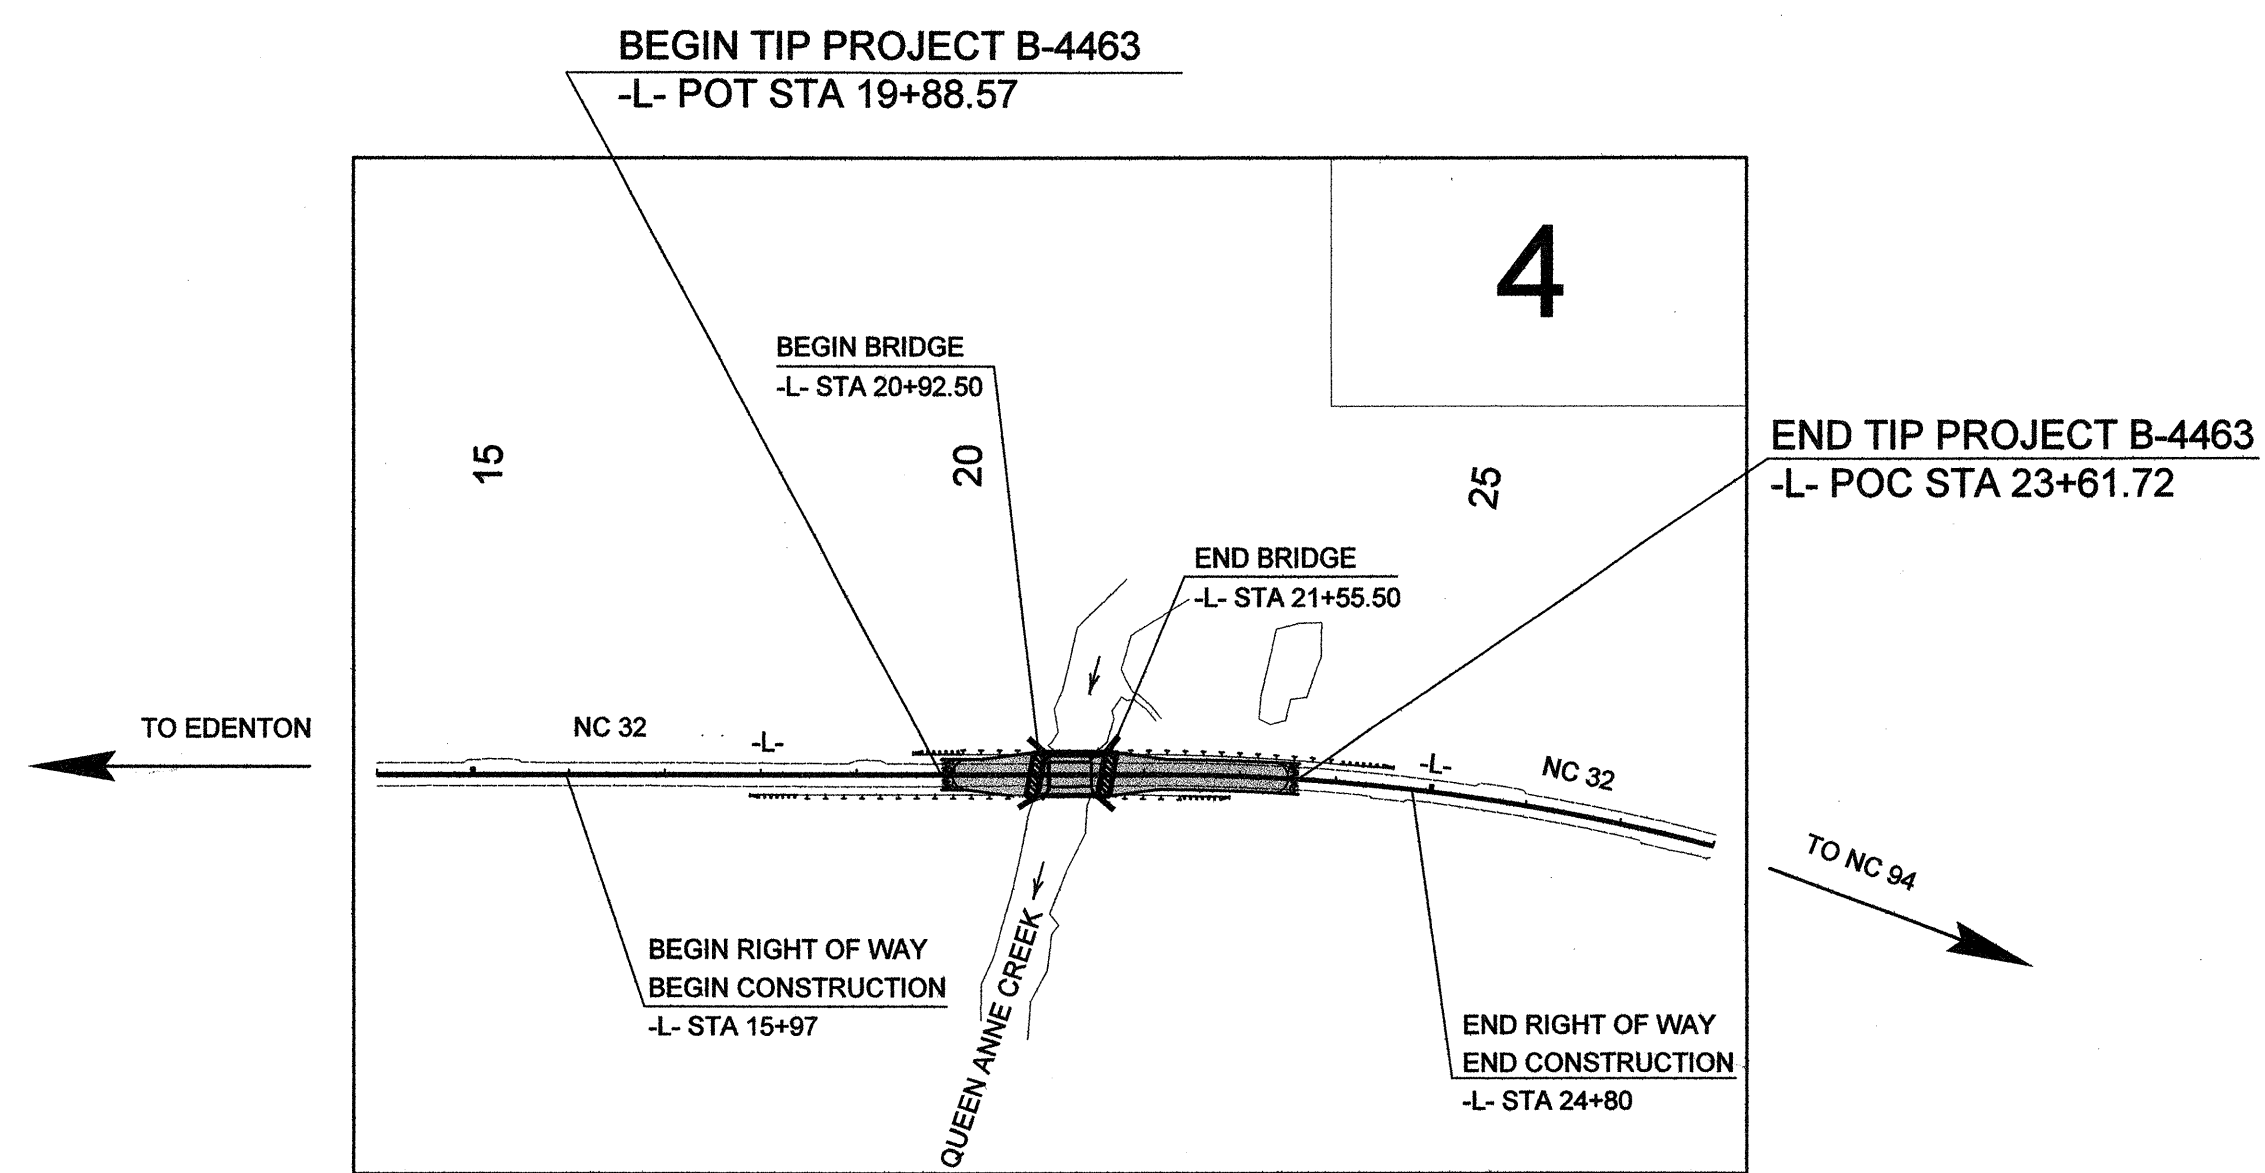 BEGIN TIP PROJECT B-4463
-L- POT STA 19+88.57
4
BEGIN BRIDGE
-L- STA 20+92.50
END TIP PROJECT B-4463
-L- POC STA 23+61.72
15
20
25
END BRIDGE
-L- STA 21+55.50
TO EDENTON
NC 32
-L-
-L-
NC 32
TO NC 94
QUEEN ANNE CREEK
BEGIN RIGHT OF WAY
BEGIN CONSTRUCTION
-L- STA 15+97
END RIGHT OF WAY
END CONSTRUCTION
-L- STA 24+80